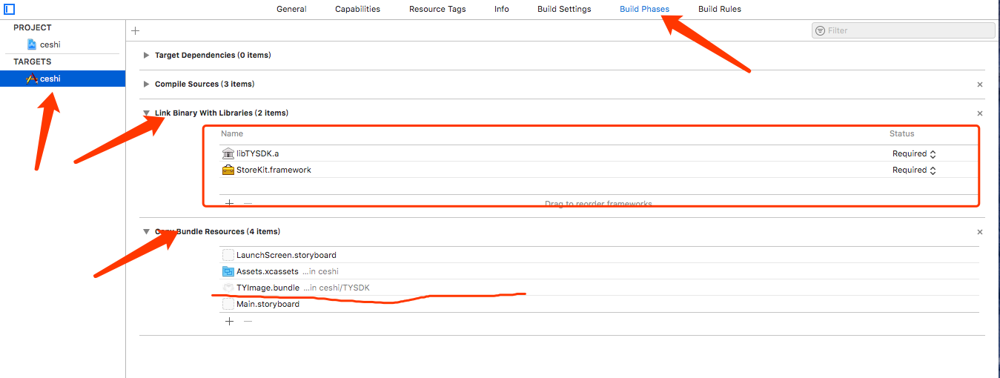 General Capabilities Resource Tags Info Build Settings Build Phases Build Rules
PROJECT
ceshi
TARGETS
ceshi
Filter
Target Dependencies (0 items)
Compile Sources (3 items)
Link Binary With Libraries (2 items)
Name Status
libTYSDK.a Required
StoreKit.framework Required
Drag to reorder frameworks
Copy Bundle Resources (4 items)
LaunchScreen.storyboard
Assets.xcassets ...in ceshi
TYImage.bundle ...in ceshi/TYSDK
Main.storyboard